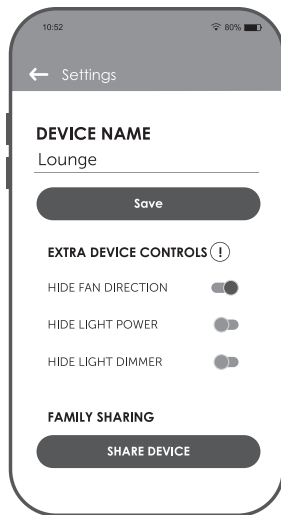 10:52 80%
Settings
DEVICE NAME
Lounge
Save
EXTRA DEVICE CONTROLS !
HIDE FAN DIRECTION
HIDE LIGHT POWER
HIDE LIGHT DIMMER
FAMILY SHARING
SHARE DEVICE